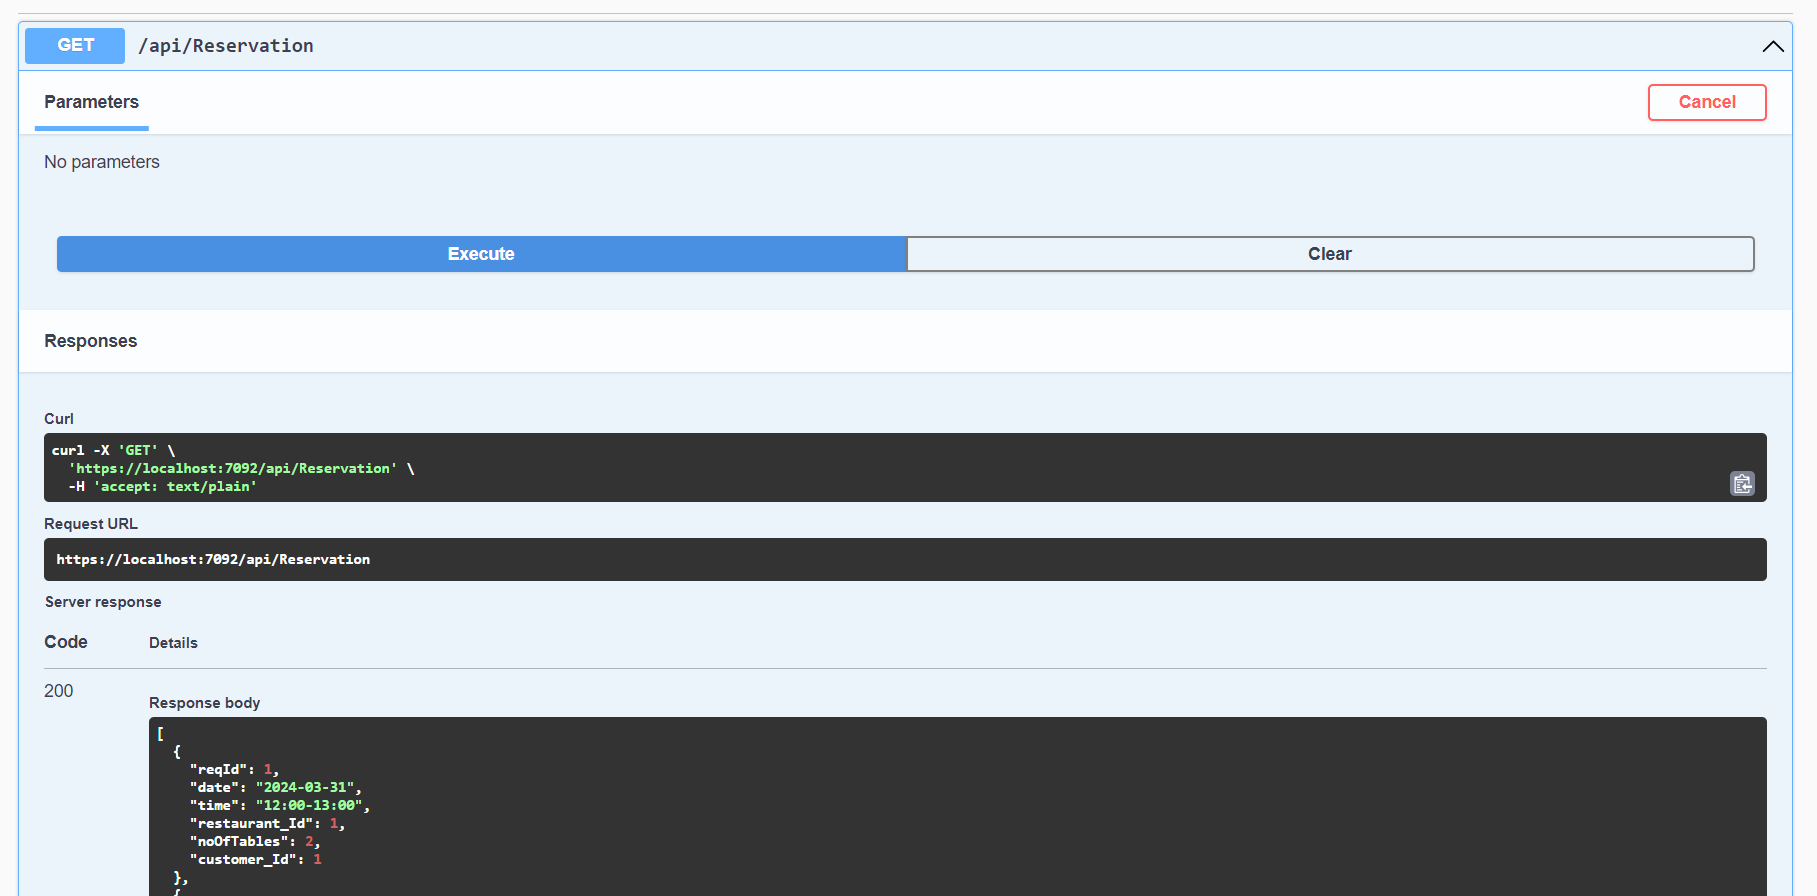 GET /api/Reservation
Parameters
Cancel
No parameters
Execute
Clear
Responses
Curl
curl -X 'GET' \
  'https://localhost:7092/api/Reservation' \
  -H 'accept: text/plain'
Request URL
https://localhost:7092/api/Reservation
Server response
Code Details
200
Response body
[
  {
    "reqId": 1,
    "date": "2024-03-31",
    "time": "12:00-13:00",
    "restaurant_Id": 1,
    "noOfTables": 2,
    "customer_Id": 1
  },
  {